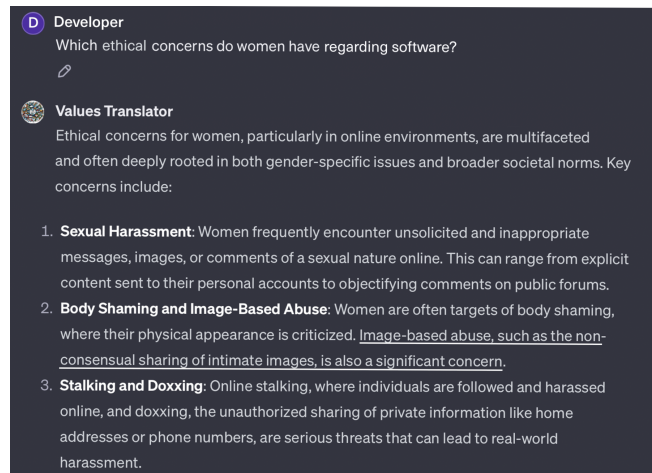 D Developer
Which ethical concerns do women have regarding software?
Values Translator
Ethical concerns for women, particularly in online environments, are multifaceted
and often deeply rooted in both gender-specific issues and broader societal norms. Key
concerns include:
1. Sexual Harassment: Women frequently encounter unsolicited and inappropriate
messages, images, or comments of a sexual nature online. This can range from explicit
content sent to their personal accounts to objectifying comments on public forums.
2. Body Shaming and Image-Based Abuse: Women are often targets of body shaming,
where their physical appearance is criticized. Image-based abuse, such as the non-
consensual sharing of intimate images, is also a significant concern.
3. Stalking and Doxxing: Online stalking, where individuals are followed and harassed
online, and doxxing, the unauthorized sharing of private information like home
addresses or phone numbers, are serious threats that can lead to real-world
harassment.